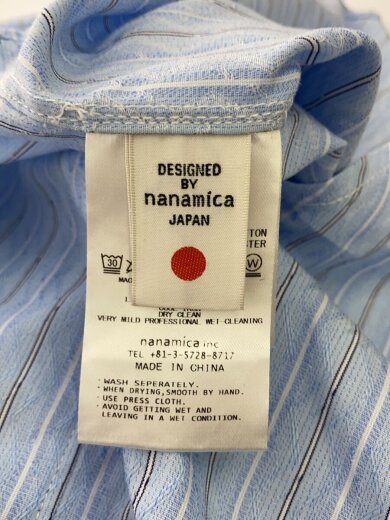 DESIGNED
BY
nanamica
JAPAN
30
W
DRY CLEAN
VERY MILD PROFESSIONAL WET-CLEANING
nanamica inc
TEL +81-3-5728-8717
MADE IN CHINA
·WASH SEPERATELY.
·WHEN DRYING,SMOOTH BY HAND.
·USE PRESS CLOTH.
·AVOID GETTING WET AND
LEAVING IN A WET CONDITION.